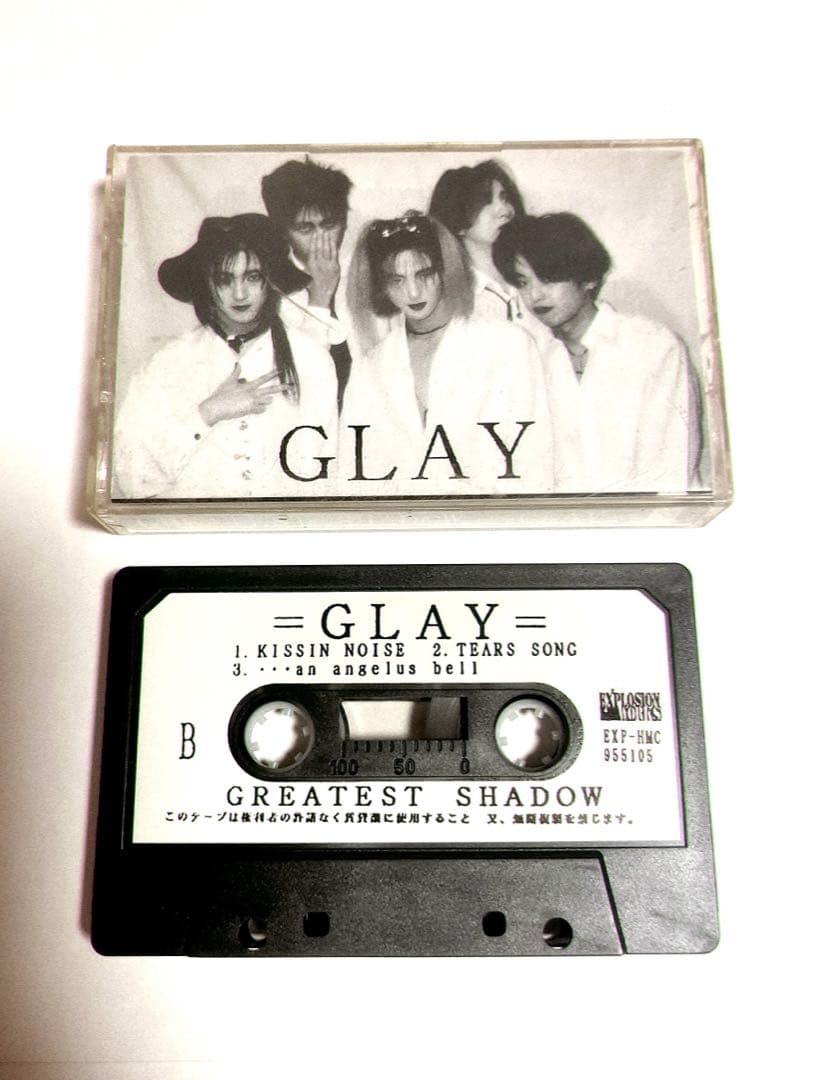 GLAY
=GLAY=
1. KISSIN NOISE 2. TEARS SONG
3. ・・・an angelus bell
B
100 50 0
EXPLOSION
EXP-HMC
955105
GREATEST SHADOW
このテープは権利者の許諾なく賃貸業に使用すること 又、無断複製を禁じます。